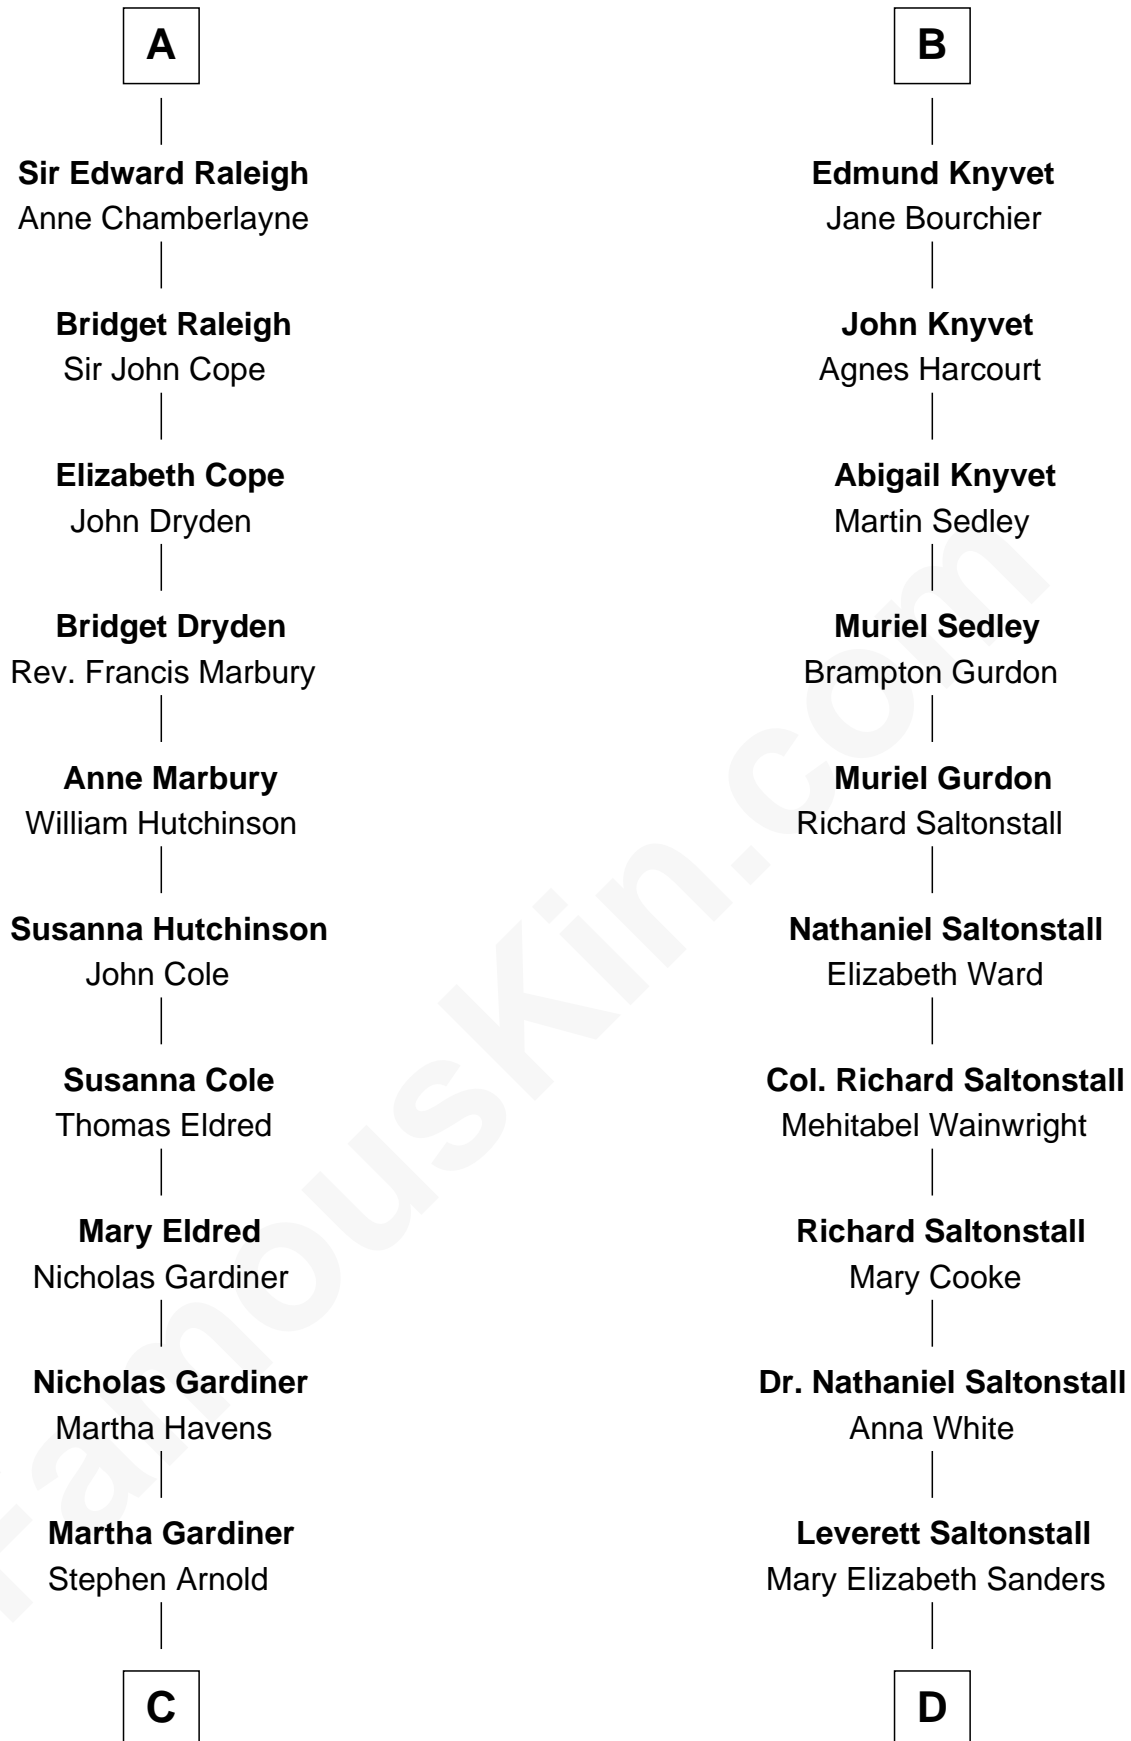 A
Sir Edward Raleigh
Anne Chamberlayne
Bridget Raleigh
Sir John Cope
Elizabeth Cope
John Dryden
Bridget Dryden
Rev. Francis Marbury
Anne Marbury
William Hutchinson
Susanna Hutchinson
John Cole
Susanna Cole
Thomas Eldred
Mary Eldred
Nicholas Gardiner
Nicholas Gardiner
Martha Havens
Martha Gardiner
Stephen Arnold
C
B
Edmund Knyvet
Jane Bourchier
John Knyvet
Agnes Harcourt
Abigail Knyvet
Martin Sedley
Muriel Sedley
Brampton Gurdon
Muriel Gurdon
Richard Saltonstall
Nathaniel Saltonstall
Elizabeth Ward
Col. Richard Saltonstall
Mehitabel Wainwright
Richard Saltonstall
Mary Cooke
Dr. Nathaniel Saltonstall
Anna White
Leverett Saltonstall
Mary Elizabeth Sanders
D
FamousKin.com